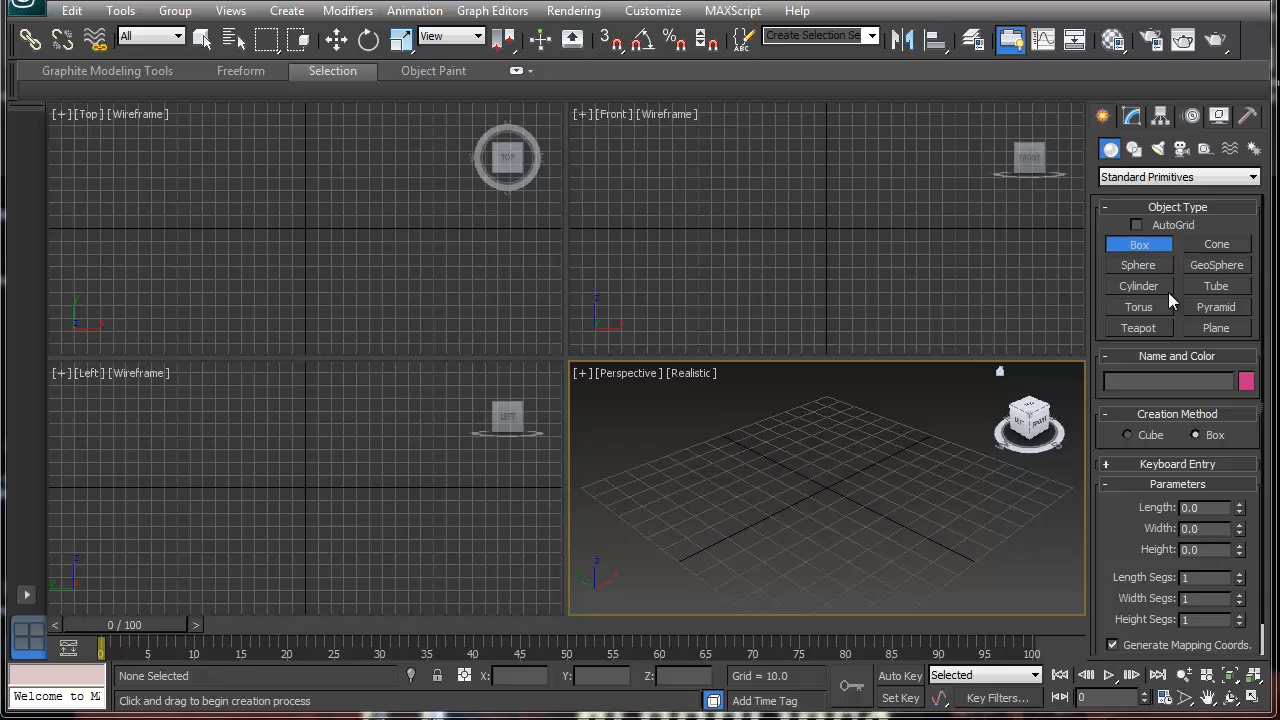 Edit Tools Group Views Create Modifiers Animation Graph Editors Rendering Customize MAXScript Help
All View Create Selection Se
Graphite Modeling Tools Freeform Selection Object Paint
[+][Top][Wireframe]
TOP
[+][Front][Wireframe]
FRONT
Standard Primitives
- Object Type
AutoGrid
Box Cone
Sphere GeoSphere
Cylinder Tube
Torus Pyramid
Teapot Plane
y
z x
z
y x
[+][Left][Wireframe]
LEFT
z
y x
[+][Perspective][Realistic]
LEFT FRONT
z
x
- Name and Color
- Creation Method
Cube Box
+ Keyboard Entry
- Parameters
Length: 0.0
Width: 0.0
Height: 0.0
Length Segs: 1
Width Segs: 1
Height Segs: 1
Generate Mapping Coords.
< 0 / 100 >
0 5 10 15 20 25 30 35 40 45 50 55 60 65 70 75 80 85 90 95 100
None Selected X: Y: Z: Grid = 10.0 Auto Key Selected
Welcome to MA Click and drag to begin creation process Add Time Tag Set Key Key Filters... 0